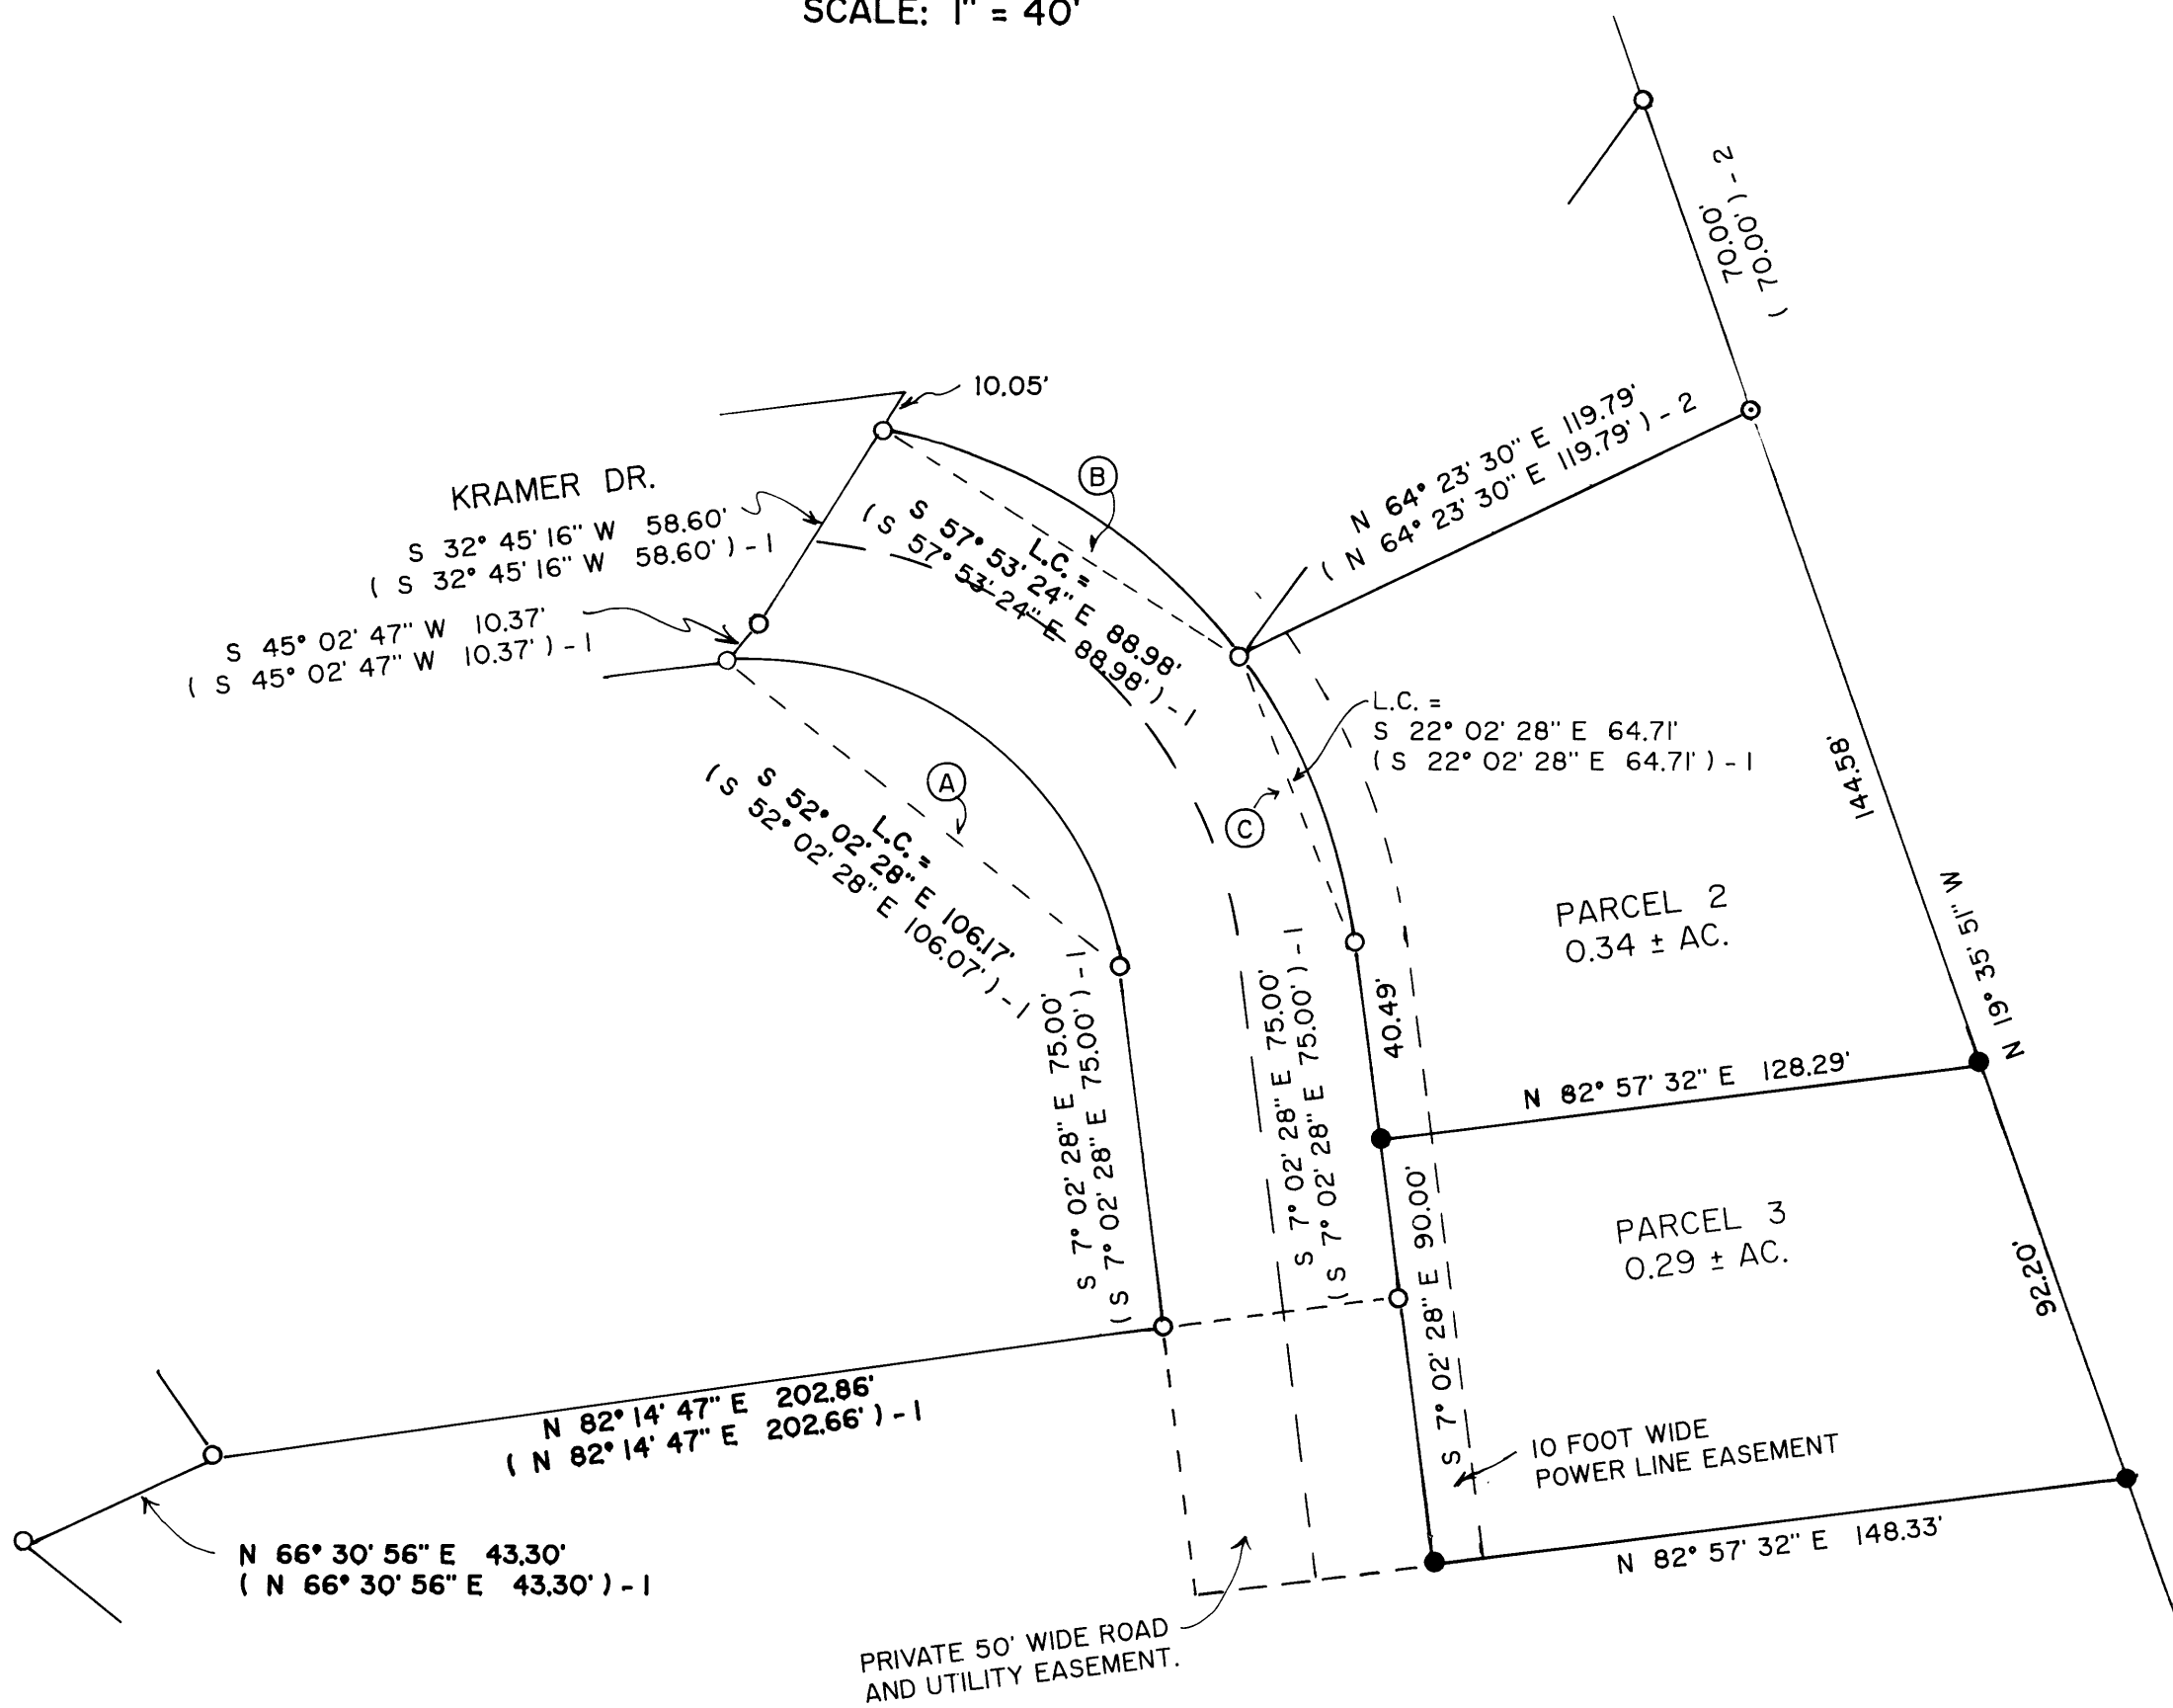 SCALE: 1" = 40'
70.00'
( 70.00' ) - 2
10.05'
KRAMER DR.
S 32° 45' 16" W 58.60'
( S 32° 45' 16" W 58.60' ) - 1
S 45° 02' 47" W 10.37'
( S 45° 02' 47" W 10.37' ) - 1
B
L.C. =
S 57° 53' 24" E 88.98'
( S 57° 53' 24" E 88.98' ) - 1
N 64° 23' 30" E 119.79'
( N 64° 23' 30" E 119.79' ) - 2
L.C. =
S 22° 02' 28" E 64.71'
( S 22° 02' 28" E 64.71' ) - 1
C
A
L.C. =
S 52° 02' 28" E 106.17'
( S 52° 02' 28" E 106.07' ) - 1
144.58'
N 19° 35' 51" W
PARCEL 2
0.34 ± AC.
40.49'
S 7° 02' 28" E 75.00'
( S 7° 02' 28" E 75.00' ) - 1
S 7° 02' 28" E 75.00'
( S 7° 02' 28" E 75.00' ) - 1
N 82° 57' 32" E 128.29'
PARCEL 3
0.29 ± AC.
S 7° 02' 28" E 90.00'
92.20'
N 82° 14' 47" E 202.86'
( N 82° 14' 47" E 202.66' ) - 1
10 FOOT WIDE
POWER LINE EASEMENT
N 82° 57' 32" E 148.33'
N 66° 30' 56" E 43.30'
( N 66° 30' 56" E 43.30' ) - 1
PRIVATE 50' WIDE ROAD
AND UTILITY EASEMENT.